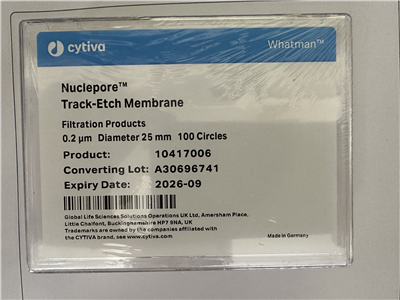 cytiva Whatman™
Nuclepore™
Track-Etch Membrane
Filtration Products
0.2 µm Diameter 25 mm 100 Circles
Product: 10417006
Converting Lot: A30696741
Expiry Date: 2026-09
Global Life Sciences Solutions Operations UK Ltd, Amersham Place,
Little Chalfont, Buckinghamshire HP7 9NA, UK
Trademarks are owned by the companies affiliated with
the CYTIVA brand, see www.cytiva.com
Made in Germany